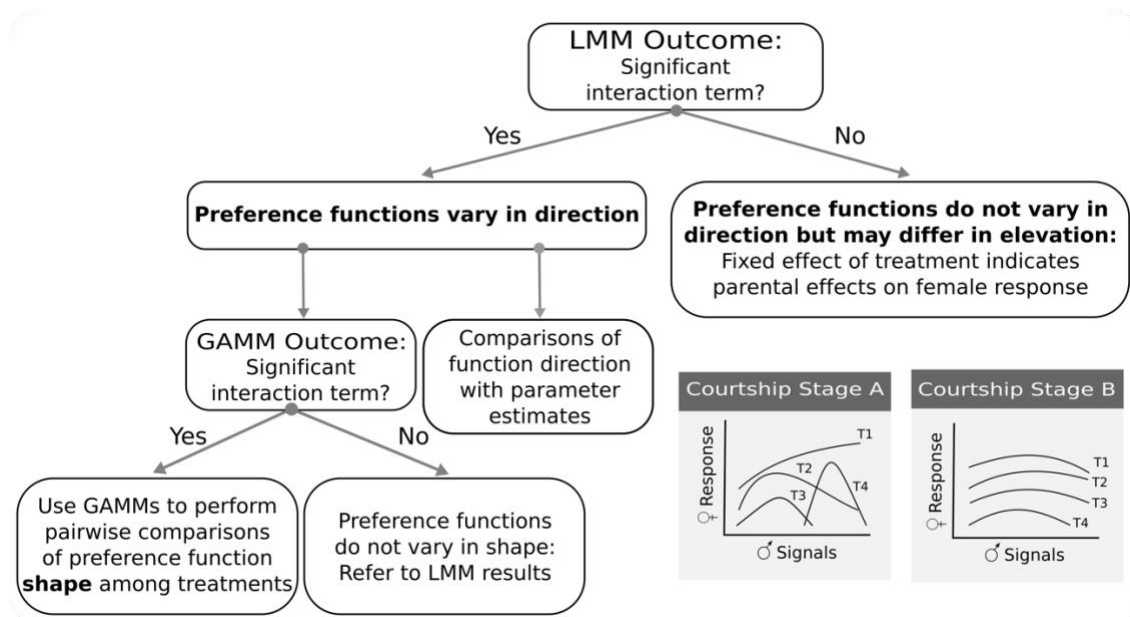 LMM Outcome:
Significant
interaction term?
Yes
No
Preference functions vary in direction
Preference functions do not vary in
direction but may differ in elevation:
Fixed effect of treatment indicates
parental effects on female response
GAMM Outcome:
Significant
interaction term?
Comparisons of
function direction
with parameter
estimates
Yes
No
Use GAMMs to perform
pairwise comparisons
of preference function
shape among treatments
Preference functions
do not vary in shape:
Refer to LMM results
Courtship Stage A
♀ Response
T1
T2
T3
T4
♂ Signals
Courtship Stage B
♀ Response
T1
T2
T3
T4
♂ Signals